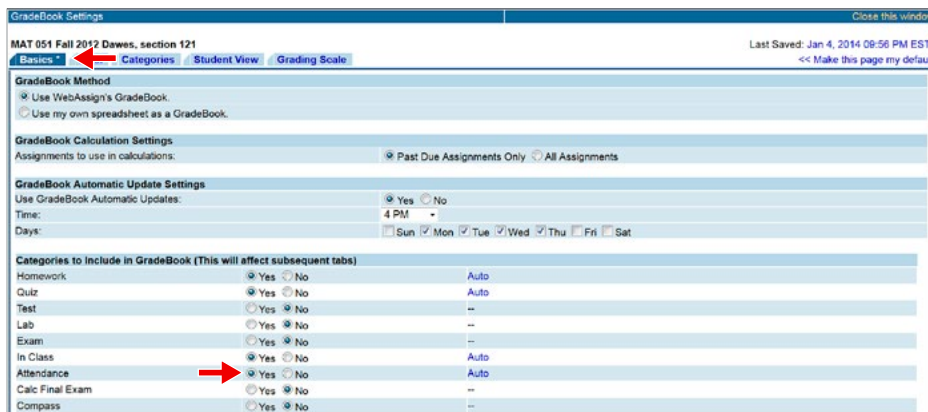 GradeBook Settings Close this windo
MAT 051 Fall 2012 Dawes, section 121 Last Saved: Jan 4, 2014 09:56 PM EST
Basics * Categories Student View Grading Scale << Make this page my defau
GradeBook Method
Use WebAssign's GradeBook.
Use my own spreadsheet as a GradeBook.
GradeBook Calculation Settings
Assignments to use in calculations: Past Due Assignments Only All Assignments
GradeBook Automatic Update Settings
Use GradeBook Automatic Updates: Yes No
Time: 4 PM
Days: Sun Mon Tue Wed Thu Fri Sat
Categories to Include in GradeBook (This will affect subsequent tabs)
Homework Yes No Auto
Quiz Yes No Auto
Test Yes No --
Lab Yes No --
Exam Yes No --
In Class Yes No Auto
Attendance Yes No Auto
Calc Final Exam Yes No --
Compass Yes No --